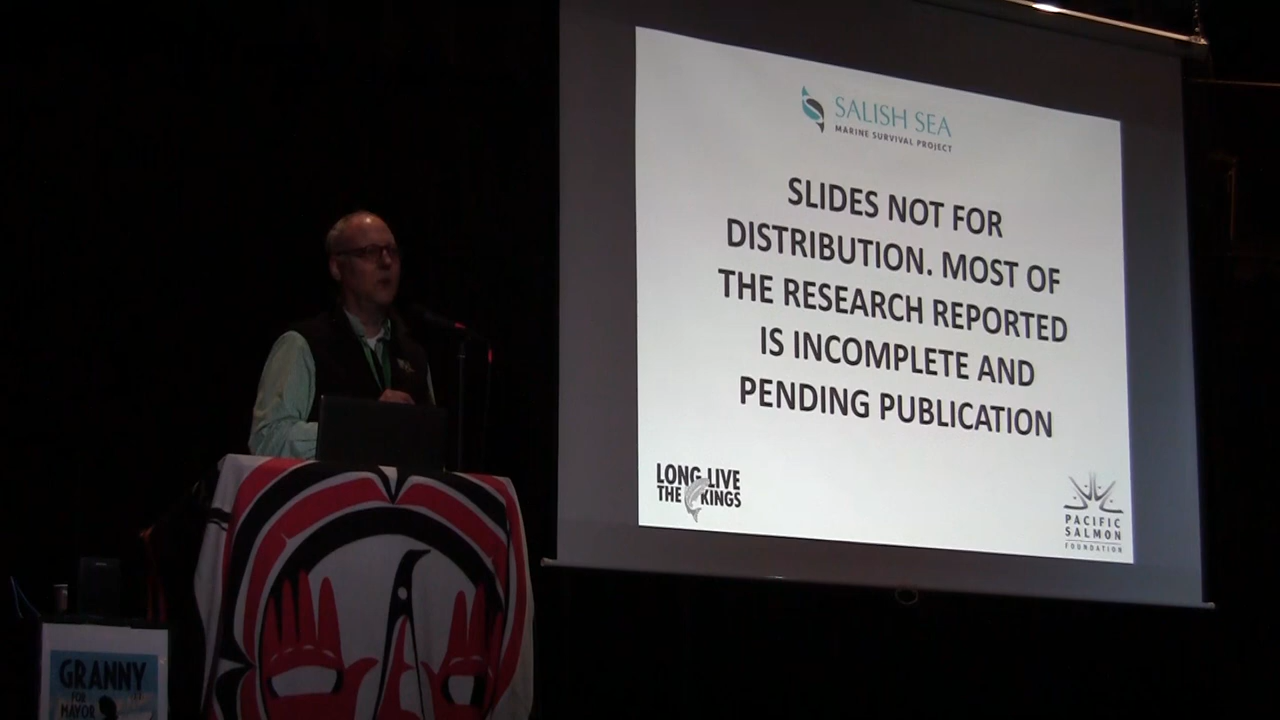 SALISH SEA
MARINE SURVIVAL PROJECT
SLIDES NOT FOR
DISTRIBUTION. MOST OF
THE RESEARCH REPORTED
IS INCOMPLETE AND
PENDING PUBLICATION
LONG LIVE
THE KINGS
PACIFIC
SALMON
FOUNDATION
GRANNY
FOR
MAYOR